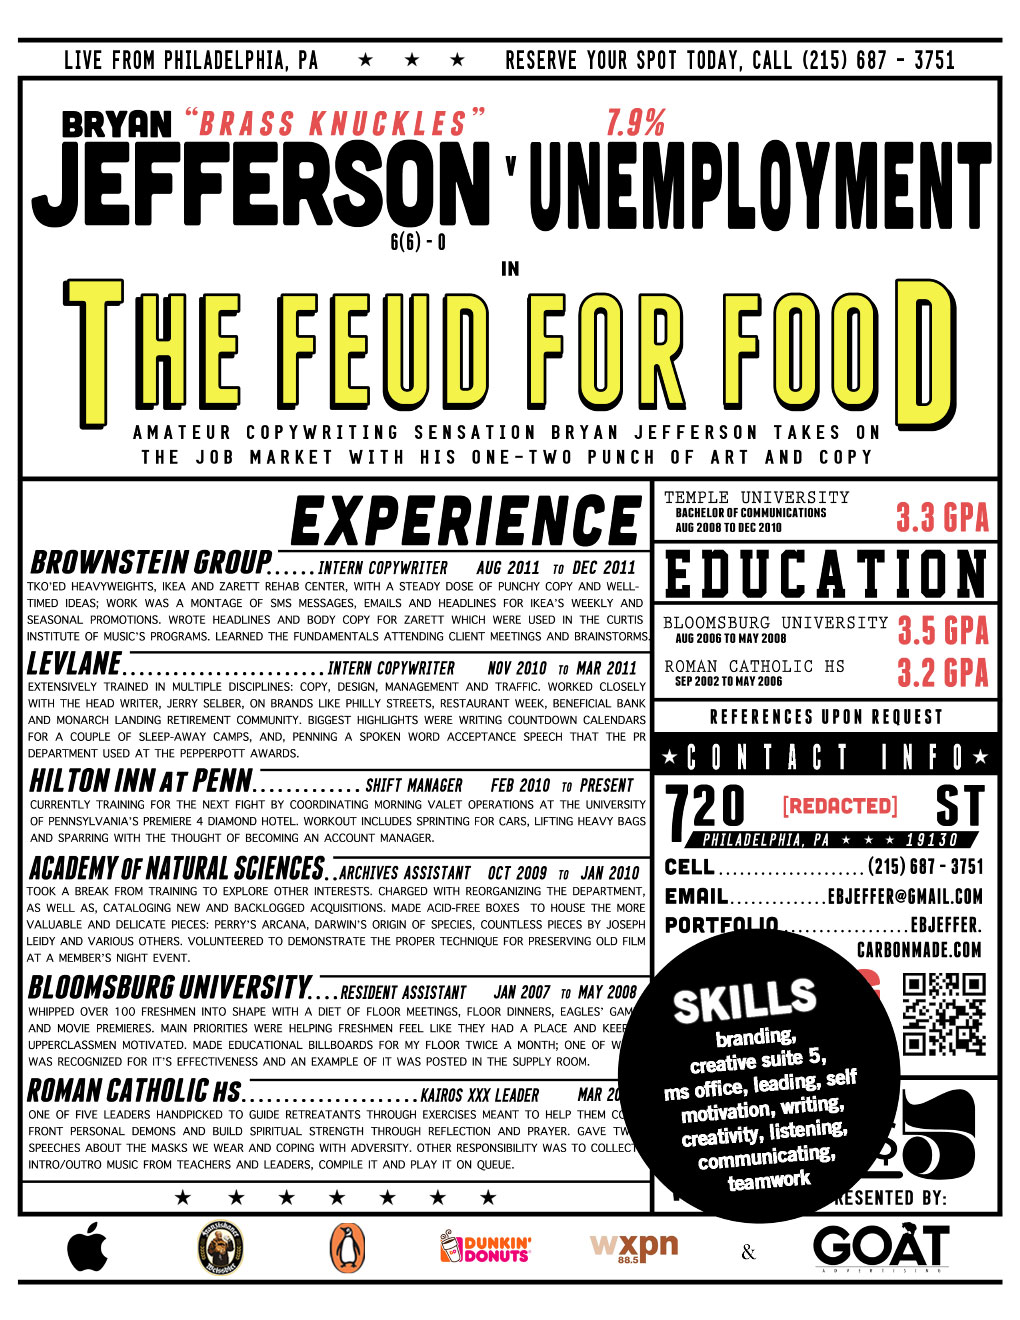 LIVE FROM PHILADELPHIA, PA ★ ★ ★ RESERVE YOUR SPOT TODAY, CALL (215) 687 - 3751
BRYAN “BRASS KNUCKLES” 7.9%
JEFFERSON V UNEMPLOYMENT
6(6) - 0
IN
THE FEUD FOR FOOD
AMATEUR COPYWRITING SENSATION BRYAN JEFFERSON TAKES ON
THE JOB MARKET WITH HIS ONE-TWO PUNCH OF ART AND COPY
EXPERIENCE
BROWNSTEIN GROUP......INTERN COPYWRITER AUG 2011 TO DEC 2011
TKO'ED HEAVYWEIGHTS, IKEA AND ZARETT REHAB CENTER, WITH A STEADY DOSE OF PUNCHY COPY AND WELL-
TIMED IDEAS; WORK WAS A MONTAGE OF SMS MESSAGES, EMAILS AND HEADLINES FOR IKEA'S WEEKLY AND
SEASONAL PROMOTIONS. WROTE HEADLINES AND BODY COPY FOR ZARETT WHICH WERE USED IN THE CURTIS
INSTITUTE OF MUSIC'S PROGRAMS. LEARNED THE FUNDAMENTALS ATTENDING CLIENT MEETINGS AND BRAINSTORMS.
LEVLANE........................INTERN COPYWRITER NOV 2010 TO MAR 2011
EXTENSIVELY TRAINED IN MULTIPLE DISCIPLINES: COPY, DESIGN, MANAGEMENT AND TRAFFIC. WORKED CLOSELY
WITH THE HEAD WRITER, JERRY SELBER, ON BRANDS LIKE PHILLY STREETS, RESTAURANT WEEK, BENEFICIAL BANK
AND MONARCH LANDING RETIREMENT COMMUNITY. BIGGEST HIGHLIGHTS WERE WRITING COUNTDOWN CALENDARS
FOR A COUPLE OF SLEEP-AWAY CAMPS, AND, PENNING A SPOKEN WORD ACCEPTANCE SPEECH THAT THE PR
DEPARTMENT USED AT THE PEPPERPOTT AWARDS.
HILTON INN AT PENN.............SHIFT MANAGER FEB 2010 TO PRESENT
CURRENTLY TRAINING FOR THE NEXT FIGHT BY COORDINATING MORNING VALET OPERATIONS AT THE UNIVERSITY
OF PENNSYLVANIA'S PREMIERE 4 DIAMOND HOTEL. WORKOUT INCLUDES SPRINTING FOR CARS, LIFTING HEAVY BAGS
AND SPARRING WITH THE THOUGHT OF BECOMING AN ACCOUNT MANAGER.
ACADEMY OF NATURAL SCIENCES..ARCHIVES ASSISTANT OCT 2009 TO JAN 2010
TOOK A BREAK FROM TRAINING TO EXPLORE OTHER INTERESTS. CHARGED WITH REORGANIZING THE DEPARTMENT,
AS WELL AS, CATALOGING NEW AND BACKLOGGED ACQUISITIONS. MADE ACID-FREE BOXES TO HOUSE THE MORE
VALUABLE AND DELICATE PIECES: PERRY'S ARCANA, DARWIN'S ORIGIN OF SPECIES, COUNTLESS PIECES BY JOSEPH
LEIDY AND VARIOUS OTHERS. VOLUNTEERED TO DEMONSTRATE THE PROPER TECHNIQUE FOR PRESERVING OLD FILM
AT A MEMBER'S NIGHT EVENT.
BLOOMSBURG UNIVERSITY....RESIDENT ASSISTANT JAN 2007 TO MAY 2008
WHIPPED OVER 100 FRESHMEN INTO SHAPE WITH A DIET OF FLOOR MEETINGS, FLOOR DINNERS, EAGLES' GAM
AND MOVIE PREMIERES. MAIN PRIORITIES WERE HELPING FRESHMEN FEEL LIKE THEY HAD A PLACE AND KEE
UPPERCLASSMEN MOTIVATED. MADE EDUCATIONAL BILLBOARDS FOR MY FLOOR TWICE A MONTH; ONE OF W
WAS RECOGNIZED FOR IT'S EFFECTIVENESS AND AN EXAMPLE OF IT WAS POSTED IN THE SUPPLY ROOM.
ROMAN CATHOLIC HS.....................KAIROS XXX LEADER MAR 20
ONE OF FIVE LEADERS HANDPICKED TO GUIDE RETREATANTS THROUGH EXERCISES MEANT TO HELP THEM CO
FRONT PERSONAL DEMONS AND BUILD SPIRITUAL STRENGTH THROUGH REFLECTION AND PRAYER. GAVE TW
SPEECHES ABOUT THE MASKS WE WEAR AND COPING WITH ADVERSITY. OTHER RESPONSIBILITY WAS TO COLLECT
INTRO/OUTRO MUSIC FROM TEACHERS AND LEADERS, COMPILE IT AND PLAY IT ON QUEUE.
★ ★ ★ ★ ★ ★ ★
TEMPLE UNIVERSITY
BACHELOR OF COMMUNICATIONS
AUG 2008 TO DEC 2010
3.3 GPA
EDUCATION
BLOOMSBURG UNIVERSITY
AUG 2006 TO MAY 2008
3.5 GPA
ROMAN CATHOLIC HS
SEP 2002 TO MAY 2006
3.2 GPA
REFERENCES UPON REQUEST
★CONTACT INFO★
720 [REDACTED] ST
PHILADELPHIA, PA ★ ★ ★ 19130
CELL.....................(215) 687 - 3751
EMAIL..............EBJEFFER@GMAIL.COM
PORTFOLIO..................EBJEFFER.
CARBONMADE.COM
SKILLS
branding,
creative suite 5,
ms office, leading, self
motivation, writing,
creativity, listening,
communicating,
teamwork
$5
RESENTED BY:
Franziskaner
Weissbier
DUNKIN'
DONUTS
wxpn
88.5
&
GOAT
ADVERTISING